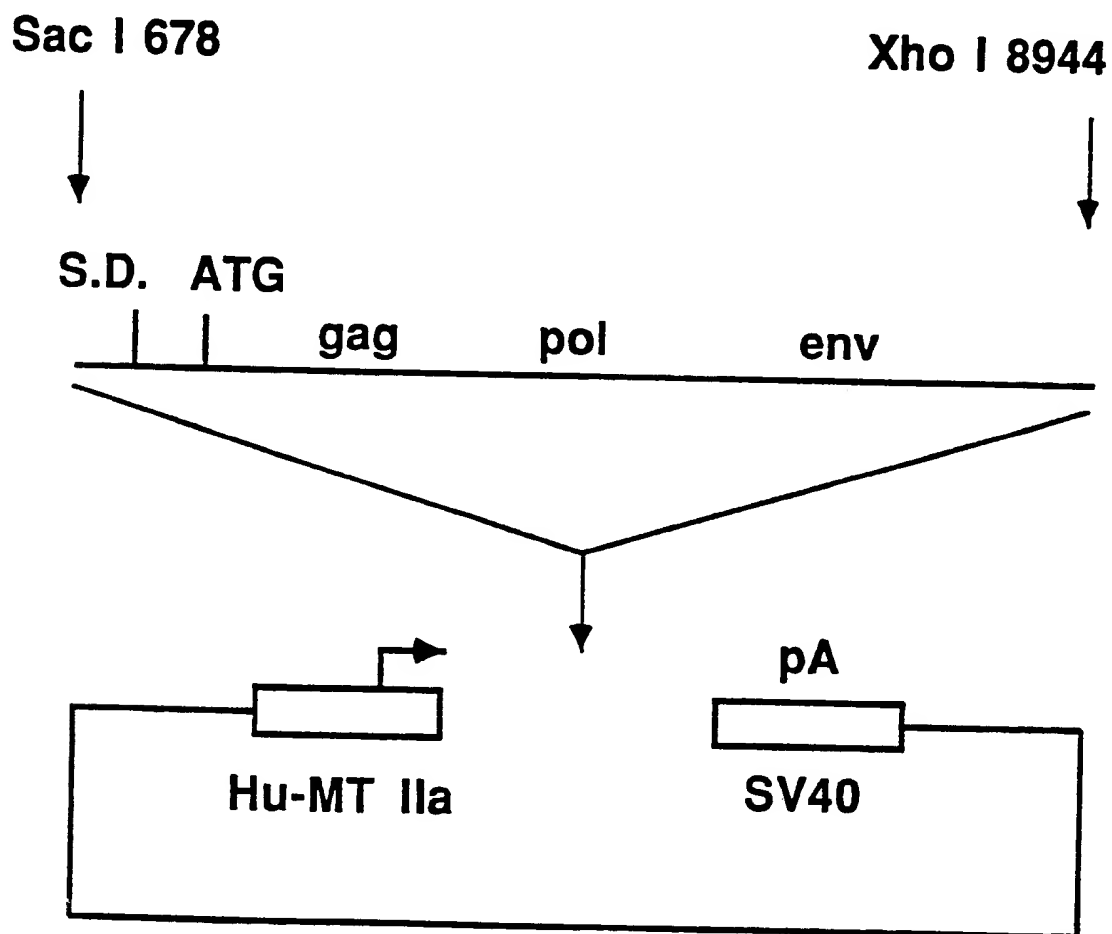 Sac I 678
Xho I 8944
S.D. ATG
gag pol env
pA
Hu-MT IIa
SV40